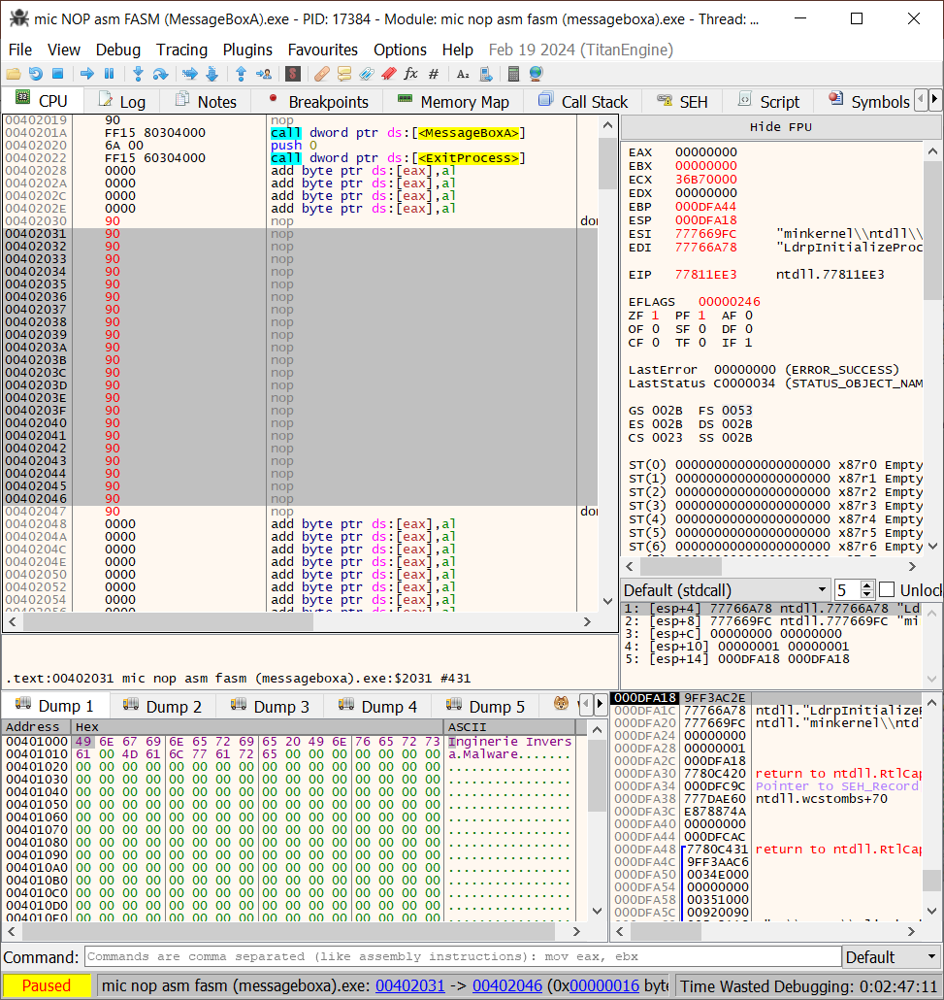 mic NOP asm FASM (MessageBoxA).exe - PID: 17384 - Module: mic nop asm fasm (messageboxa).exe - Thread: ...
File View Debug Tracing Plugins Favourites Options Help Feb 19 2024 (TitanEngine)
CPU Log Notes Breakpoints Memory Map Call Stack SEH Script Symbols
00402019 90 nop
0040201A FF15 80304000 call dword ptr ds:[<MessageBoxA>]
00402020 6A 00 push 0
00402022 FF15 60304000 call dword ptr ds:[<ExitProcess>]
00402028 0000 add byte ptr ds:[eax],al
0040202A 0000 add byte ptr ds:[eax],al
0040202C 0000 add byte ptr ds:[eax],al
0040202E 0000 add byte ptr ds:[eax],al
00402030 90 nop
00402031 90 nop
00402032 90 nop
00402033 90 nop
00402034 90 nop
00402035 90 nop
00402036 90 nop
00402037 90 nop
00402038 90 nop
00402039 90 nop
0040203A 90 nop
0040203B 90 nop
0040203C 90 nop
0040203D 90 nop
0040203E 90 nop
0040203F 90 nop
00402040 90 nop
00402041 90 nop
00402042 90 nop
00402043 90 nop
00402044 90 nop
00402045 90 nop
00402046 90 nop
00402047 90 nop
00402048 0000 add byte ptr ds:[eax],al
0040204A 0000 add byte ptr ds:[eax],al
0040204C 0000 add byte ptr ds:[eax],al
0040204E 0000 add byte ptr ds:[eax],al
00402050 0000 add byte ptr ds:[eax],al
00402052 0000 add byte ptr ds:[eax],al
00402054 0000 add byte ptr ds:[eax],al
00402056 0000 add byte ptr ds:[eax],al
Hide FPU
EAX 00000000
EBX 00000000
ECX 36B70000
EDX 00000000
EBP 000DFA44
ESP 000DFA18
ESI 777669FC "minkernel\\ntdll\\
EDI 77766A78 "LdrpInitializeProc
EIP 77811EE3 ntdll.77811EE3
EFLAGS 00000246
ZF 1 PF 1 AF 0
OF 0 SF 0 DF 0
CF 0 TF 0 IF 1
LastError 00000000 (ERROR_SUCCESS)
LastStatus C0000034 (STATUS_OBJECT_NAM
GS 002B FS 0053
ES 002B DS 002B
CS 0023 SS 002B
ST(0) 00000000000000000000 x87r0 Empty
ST(1) 00000000000000000000 x87r1 Empty
ST(2) 00000000000000000000 x87r2 Empty
ST(3) 00000000000000000000 x87r3 Empty
ST(4) 00000000000000000000 x87r4 Empty
ST(5) 00000000000000000000 x87r5 Empty
ST(6) 00000000000000000000 x87r6 Empty
Default (stdcall) 5 Unloc
1: [esp+4] 77766A78 ntdll.77766A78 "Ld
2: [esp+8] 777669FC ntdll.777669FC "mi
3: [esp+C] 00000000 00000000
4: [esp+10] 00000001 00000001
5: [esp+14] 000DFA18 000DFA18
.text:00402031 mic nop asm fasm (messageboxa).exe:$2031 #431
Dump 1 Dump 2 Dump 3 Dump 4 Dump 5
Address Hex ASCII
00401000 49 6E 67 69 6E 65 72 69 65 20 49 6E 76 65 72 73 Inginerie Invers
00401010 61 00 4D 61 6C 77 61 72 65 00 00 00 00 00 00 00 a.Malware.......
00401020 00 00 00 00 00 00 00 00 00 00 00 00 00 00 00 00 ................
00401030 00 00 00 00 00 00 00 00 00 00 00 00 00 00 00 00 ................
00401040 00 00 00 00 00 00 00 00 00 00 00 00 00 00 00 00 ................
00401050 00 00 00 00 00 00 00 00 00 00 00 00 00 00 00 00 ................
00401060 00 00 00 00 00 00 00 00 00 00 00 00 00 00 00 00 ................
00401070 00 00 00 00 00 00 00 00 00 00 00 00 00 00 00 00 ................
00401080 00 00 00 00 00 00 00 00 00 00 00 00 00 00 00 00 ................
00401090 00 00 00 00 00 00 00 00 00 00 00 00 00 00 00 00 ................
004010A0 00 00 00 00 00 00 00 00 00 00 00 00 00 00 00 00 ................
004010B0 00 00 00 00 00 00 00 00 00 00 00 00 00 00 00 00 ................
004010C0 00 00 00 00 00 00 00 00 00 00 00 00 00 00 00 00 ................
004010D0 00 00 00 00 00 00 00 00 00 00 00 00 00 00 00 00 ................
004010E0 00 00 00 00 00 00 00 00 00 00 00 00 00 00 00 00 ................
000DFA18 9FF3AC2E
000DFA1C 77766A78 ntdll."LdrpInitializePro
000DFA20 777669FC ntdll."minkernel\\ntd
000DFA24 00000000
000DFA28 00000001
000DFA2C 000DFA18
000DFA30 7780C420 return to ntdll.RtlCap
000DFA34 000DFC9C Pointer to SEH_Record
000DFA38 777DAE60 ntdll.wcstombs+70
000DFA3C E878874A
000DFA40 00000000
000DFA44 000DFCAC
000DFA48 7780C431 return to ntdll.RtlCap
000DFA4C 9FF3AAC6
000DFA50 0034E000
000DFA54 00000000
000DFA58 00351000
000DFA5C 00920090
Command: Commands are comma separated (like assembly instructions): mov eax, ebx Default
Paused mic nop asm fasm (messageboxa).exe: 00402031 -> 00402046 (0x00000016 byte Time Wasted Debugging: 0:02:47:11